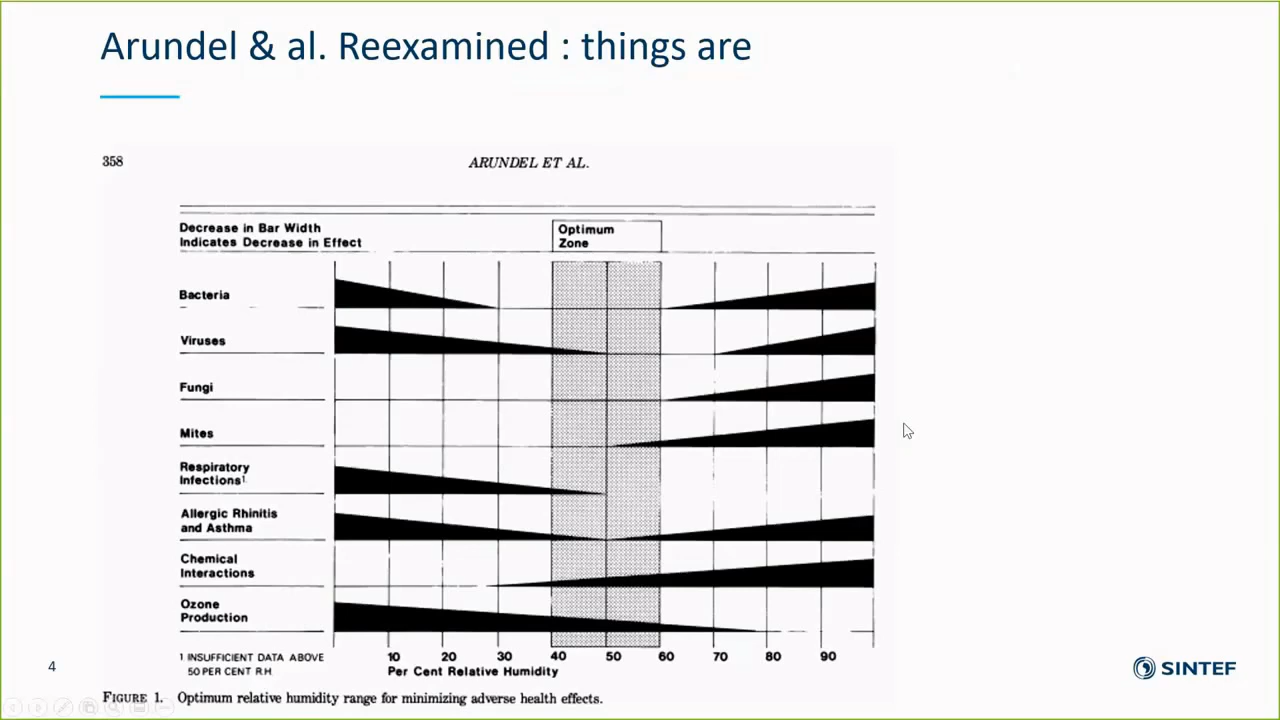 Arundel & al. Reexamined : things are
358
ARUNDEL ET AL.
Decrease in Bar Width
Indicates Decrease in Effect
Optimum
Zone
Bacteria
Viruses
Fungi
Mites
Respiratory
Infections¹
Allergic Rhinitis
and Asthma
Chemical
Interactions
Ozone
Production
1 INSUFFICIENT DATA ABOVE
50 PER CENT R.H.
10 20 30 40 50 60 70 80 90
Per Cent Relative Humidity
FIGURE 1. Optimum relative humidity range for minimizing adverse health effects.
4
SINTEF